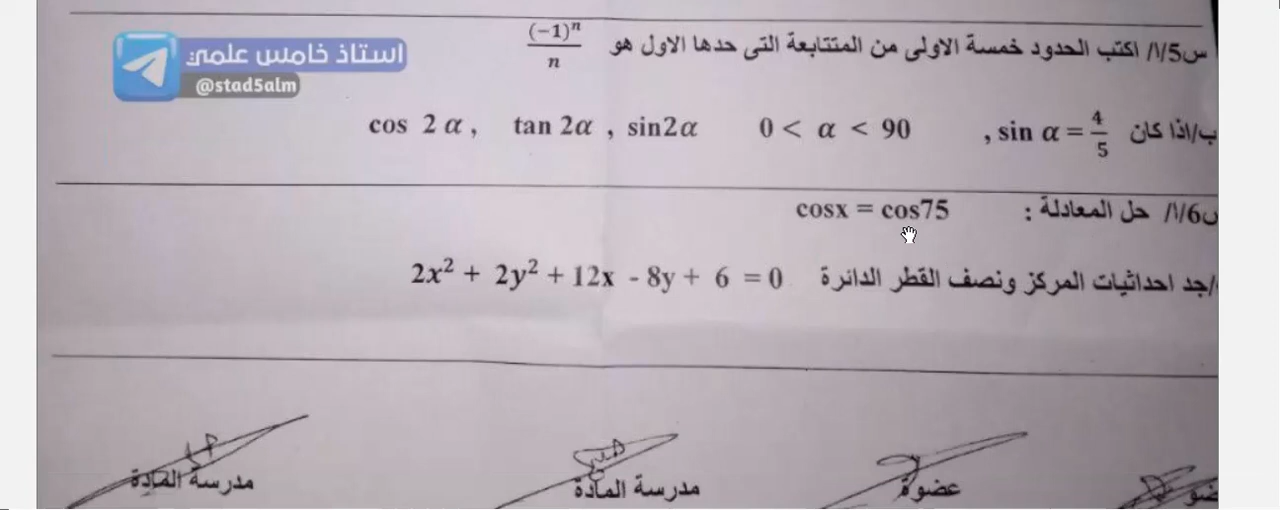 س5/ا/ اكتب الحدود خمسة الاولى من المتتابعة التي حدها الاول هو (−1)ⁿ/n
استاذ خامس علمي
@stad5alm
ب/اذا كان sin α = 4/5 , 0 < α < 90 sin2α , tan 2α , cos 2α
س6/ا/ حل المعادلة : cosx = cos75
/جد احداثيات المركز ونصف القطر الدائرة 2x² + 2y² + 12x - 8y + 6 = 0
عضوة مدرسة المادة مدرسة المادة